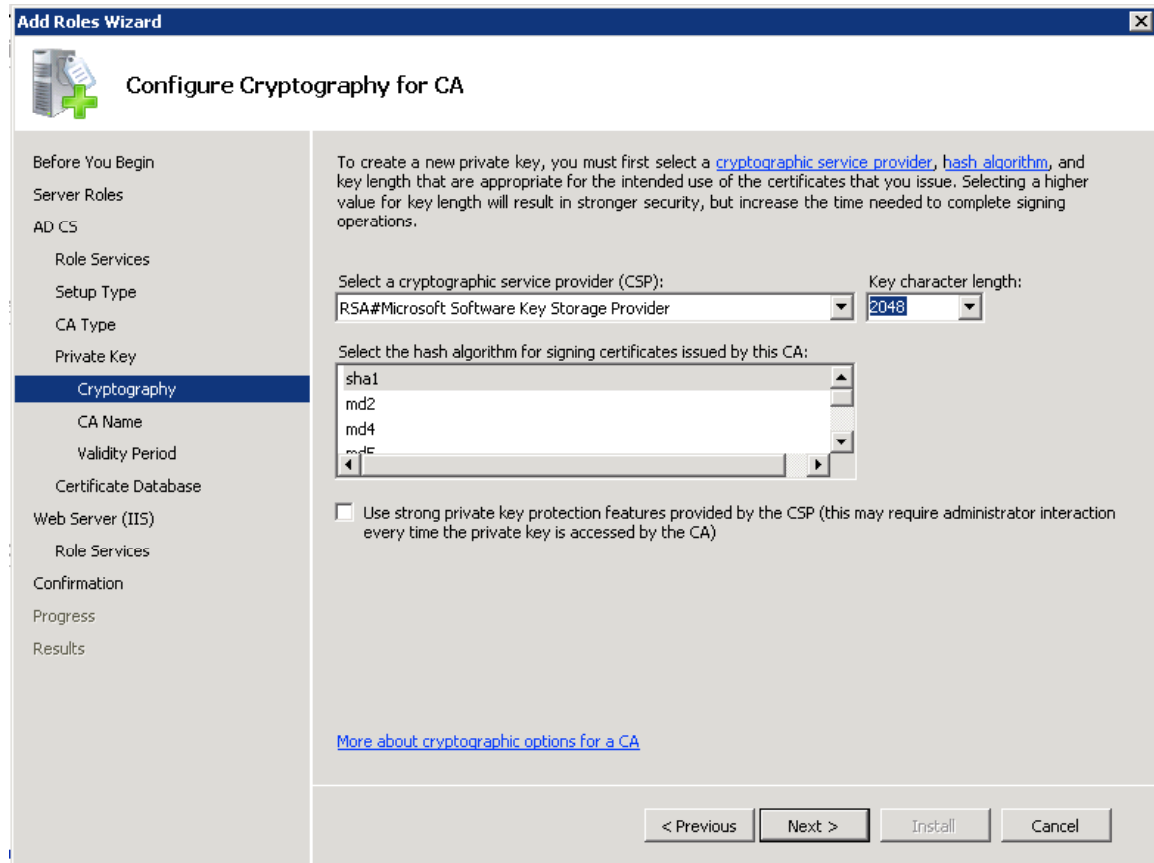 Add Roles Wizard
Configure Cryptography for CA
Before You Begin
Server Roles
AD CS
Role Services
Setup Type
CA Type
Private Key
Cryptography
CA Name
Validity Period
Certificate Database
Web Server (IIS)
Role Services
Confirmation
Progress
Results
To create a new private key, you must first select a cryptographic service provider, hash algorithm, and
key length that are appropriate for the intended use of the certificates that you issue. Selecting a higher
value for key length will result in stronger security, but increase the time needed to complete signing
operations.
Select a cryptographic service provider (CSP):
Key character length:
RSA#Microsoft Software Key Storage Provider
2048
Select the hash algorithm for signing certificates issued by this CA:
sha1
md2
md4
md5
Use strong private key protection features provided by the CSP (this may require administrator interaction
every time the private key is accessed by the CA)
More about cryptographic options for a CA
< Previous
Next >
Install
Cancel